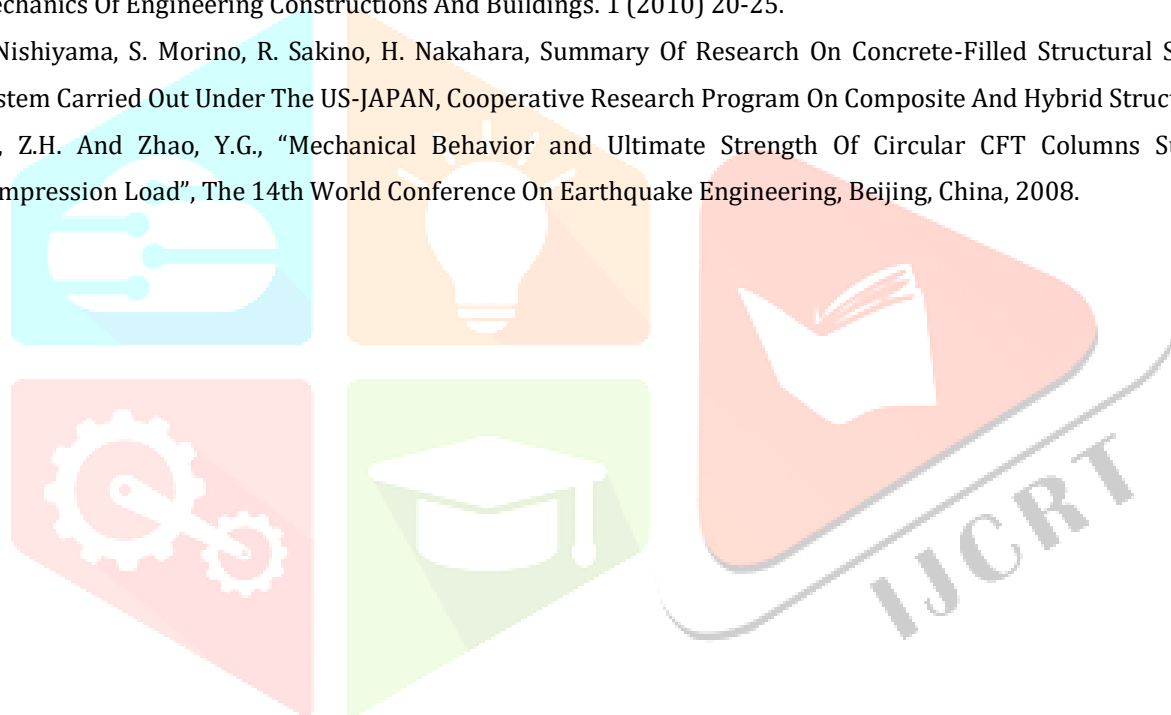 echanics Of Engineering Constructions And Buildings. 1 (2010) 20-25.
Nishiyama, S. Morino, R. Sakino, H. Nakahara, Summary Of Research On Concrete-Filled Structural
stem Carried Out Under The US-JAPAN, Cooperative Research Program On Composite And Hybrid Struct
, Z.H. And Zhao, Y.G., “Mechanical Behavior and Ultimate Strength Of Circular CFT Columns
mpression Load”, The 14th World Conference On Earthquake Engineering, Beijing, China, 2008.
IJCRT